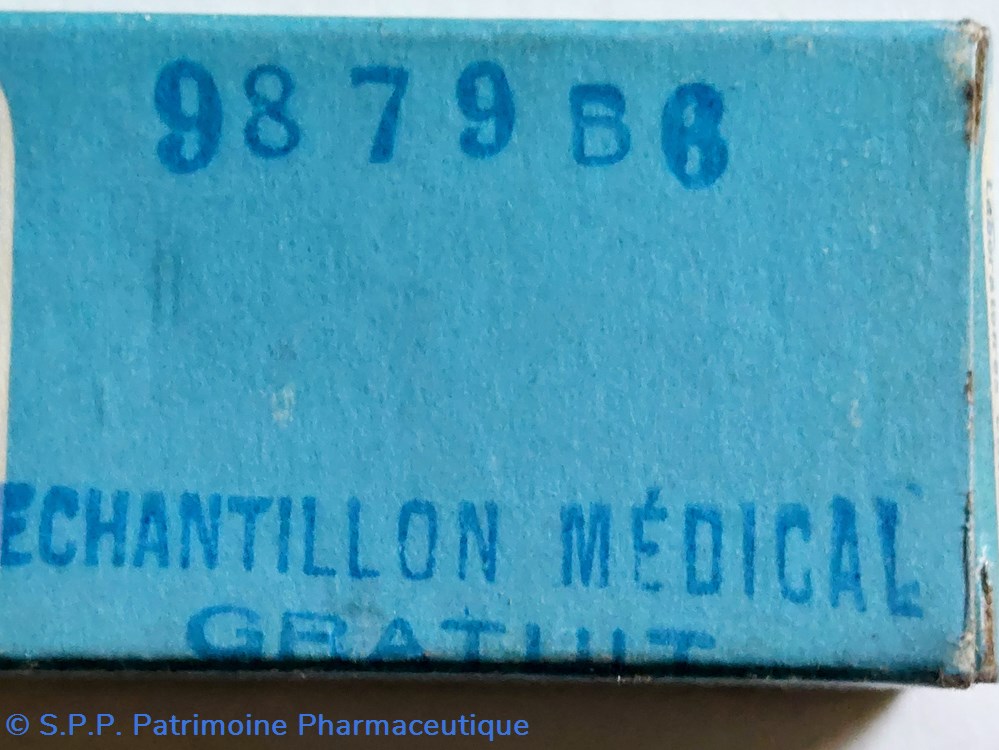 9879 B6
ECHANTILLON MÉDICAL
GRATUIT
© S.P.P. Patrimoine Pharmaceutique